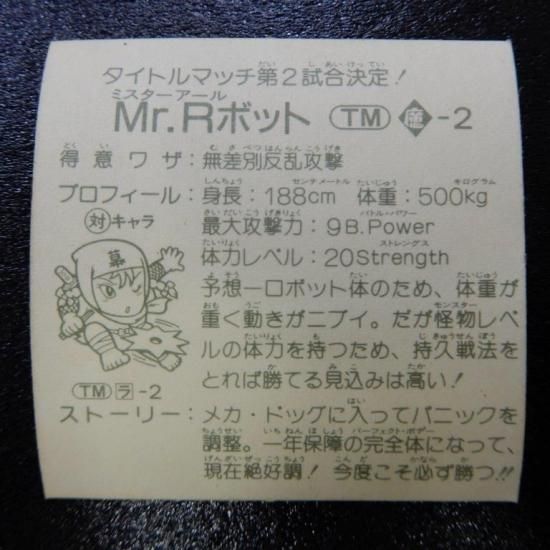 タイトルマッチ第2試合決定!
Mr.Rボット TM 魔-2
得意ワザ:無差別反乱攻撃
プロフィール:身長:188cm 体重:500kg
対キャラ
最大攻撃力:9B.Power
体力レベル:20Strength
予想ーロボット体のため、体重が
重く動きがニブイ。だが怪物レベ
ルの体力を持つため、持久戦法を
とれば勝てる見込みは高い!
幕
TM ラ-2
ストーリー:メカ・ドッグに入ってパニックを
調整。一年保障の完全体になって、
現在絶好調! 今度こそ必ず勝つ!!